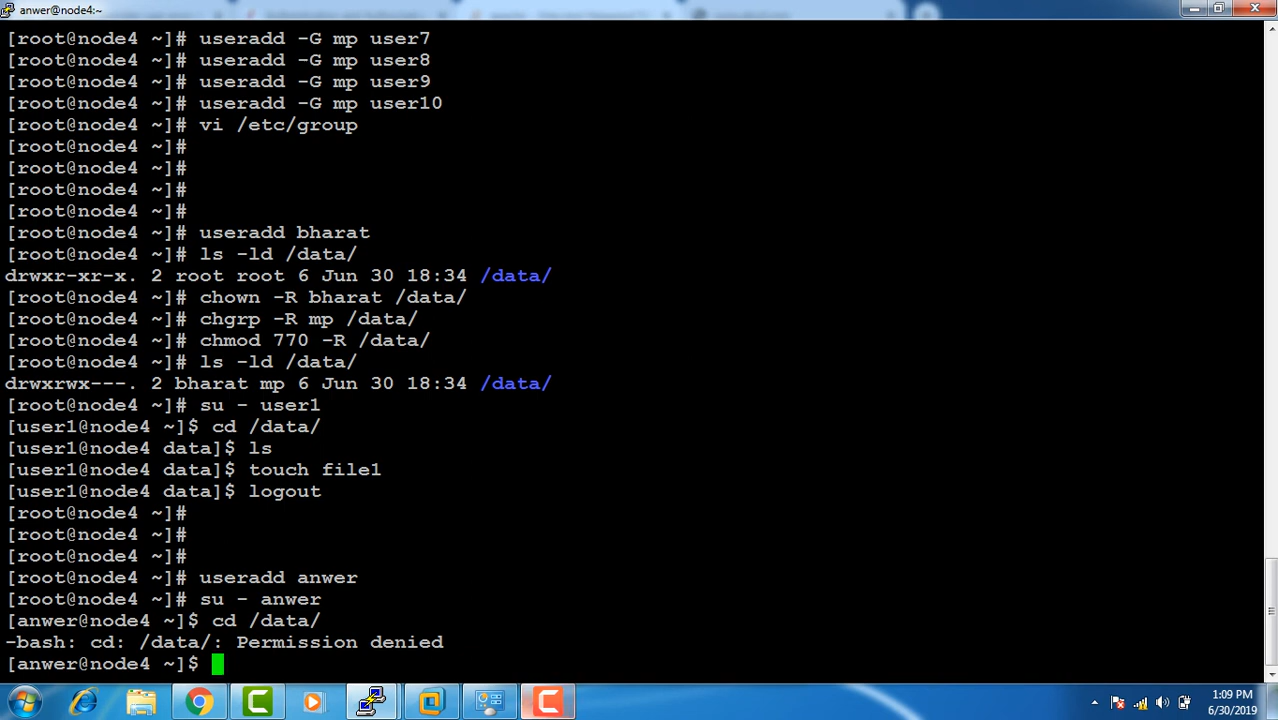 anwer@node4:~
[root@node4 ~]# useradd -G mp user7
[root@node4 ~]# useradd -G mp user8
[root@node4 ~]# useradd -G mp user9
[root@node4 ~]# useradd -G mp user10
[root@node4 ~]# vi /etc/group
[root@node4 ~]#
[root@node4 ~]#
[root@node4 ~]#
[root@node4 ~]#
[root@node4 ~]# useradd bharat
[root@node4 ~]# ls -ld /data/
drwxr-xr-x. 2 root root 6 Jun 30 18:34 /data/
[root@node4 ~]# chown -R bharat /data/
[root@node4 ~]# chgrp -R mp /data/
[root@node4 ~]# chmod 770 -R /data/
[root@node4 ~]# ls -ld /data/
drwxrwx---. 2 bharat mp 6 Jun 30 18:34 /data/
[root@node4 ~]# su - user1
[user1@node4 ~]$ cd /data/
[user1@node4 data]$ ls
[user1@node4 data]$ touch file1
[user1@node4 data]$ logout
[root@node4 ~]#
[root@node4 ~]#
[root@node4 ~]#
[root@node4 ~]# useradd anwer
[root@node4 ~]# su - anwer
[anwer@node4 ~]$ cd /data/
-bash: cd: /data/: Permission denied
[anwer@node4 ~]$
1:09 PM
6/30/2019